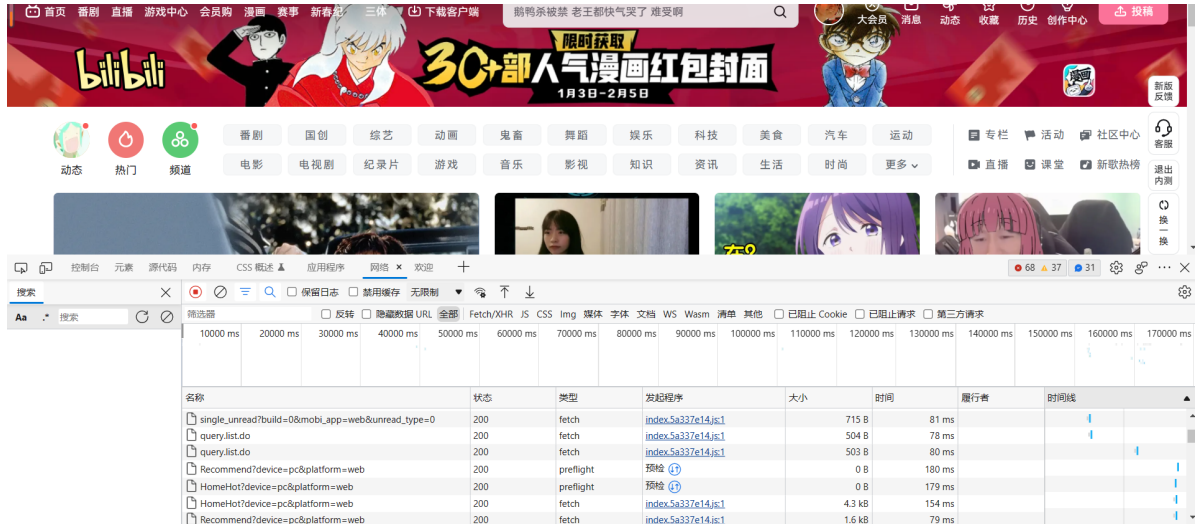 首页 番剧 直播 游戏中心 会员购 漫画 赛事 新春纪 三体 下载客户端 鹅鸭杀被禁 老王都快气哭了 难受啊 大会员 消息 动态 收藏 历史 创作中心 投稿
bilibili
限时获取
30+部人气漫画红包封面
1月3日-2月5日
漫画
新版
反馈
动态 热门 频道
番剧 国创 综艺 动画 鬼畜 舞蹈 娱乐 科技 美食 汽车 运动 专栏 活动 社区中心
电影 电视剧 纪录片 游戏 音乐 影视 知识 资讯 生活 时尚 更多 直播 课堂 新歌热榜
客服
退出
内测
换
一
换
在?
控制台 元素 源代码 内存 CSS 概述 应用程序 网络 × 欢迎 68 37 31
搜索 保留日志 禁用缓存 无限制
Aa .* 搜索 筛选器 反转 隐藏数据 URL 全部 Fetch/XHR JS CSS Img 媒体 字体 文档 WS Wasm 清单 其他 已阻止 Cookie 已阻止请求 第三方请求
10000 ms 20000 ms 30000 ms 40000 ms 50000 ms 60000 ms 70000 ms 80000 ms 90000 ms 100000 ms 110000 ms 120000 ms 130000 ms 140000 ms 150000 ms 160000 ms 170000 ms
名称 状态 类型 发起程序 大小 时间 履行者 时间线
single_unread?build=0&mobi_app=web&unread_type=0 200 fetch index.5a337e14.js:1 715 B 81 ms
query.list.do 200 fetch index.5a337e14.js:1 504 B 78 ms
query.list.do 200 fetch index.5a337e14.js:1 503 B 80 ms
Recommend?device=pc&platform=web 200 preflight 预检 0 B 180 ms
HomeHot?device=pc&platform=web 200 preflight 预检 0 B 179 ms
HomeHot?device=pc&platform=web 200 fetch index.5a337e14.js:1 4.3 kB 154 ms
Recommend?device=pc&platform=web 200 fetch index.5a337e14.js:1 1.6 kB 79 ms